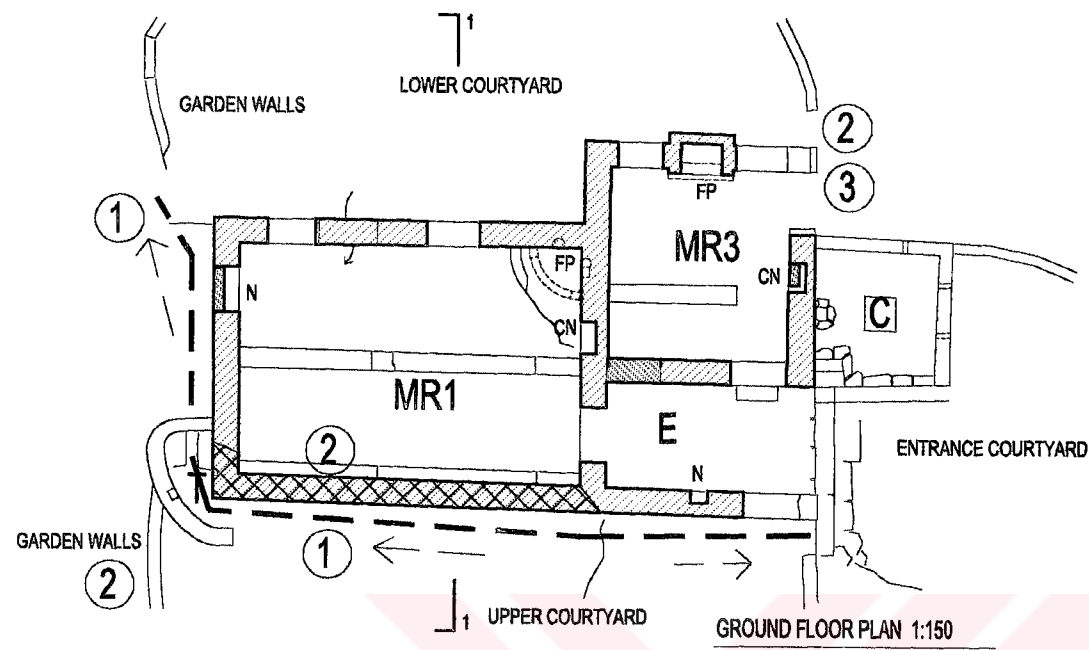 1
LOWER COURTYARD
GARDEN WALLS
2
3
FP
1
MR3
FP
N
CN
C
CN
MR1
E
ENTRANCE COURTYARD
2
N
GARDEN WALLS
1
2
1
UPPER COURTYARD
GROUND FLOOR PLAN 1:150